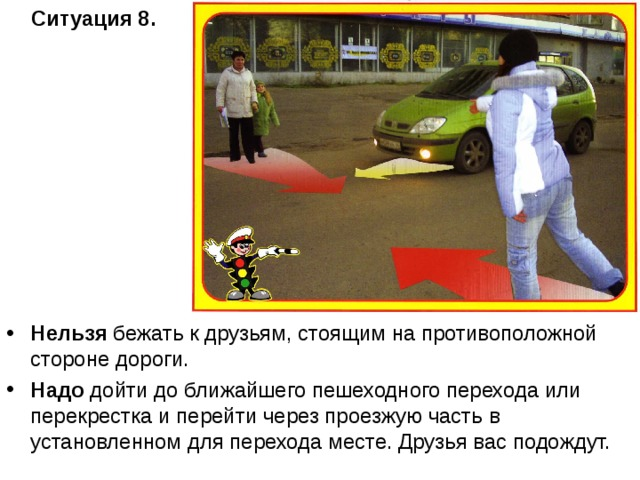 Ситуация 8.
• Нельзя бежать к друзьям, стоящим на противоположной
стороне дороги.
• Надо дойти до ближайшего пешеходного перехода или
перекрестка и перейти через проезжую часть в
установленном для перехода месте. Друзья вас подождут.